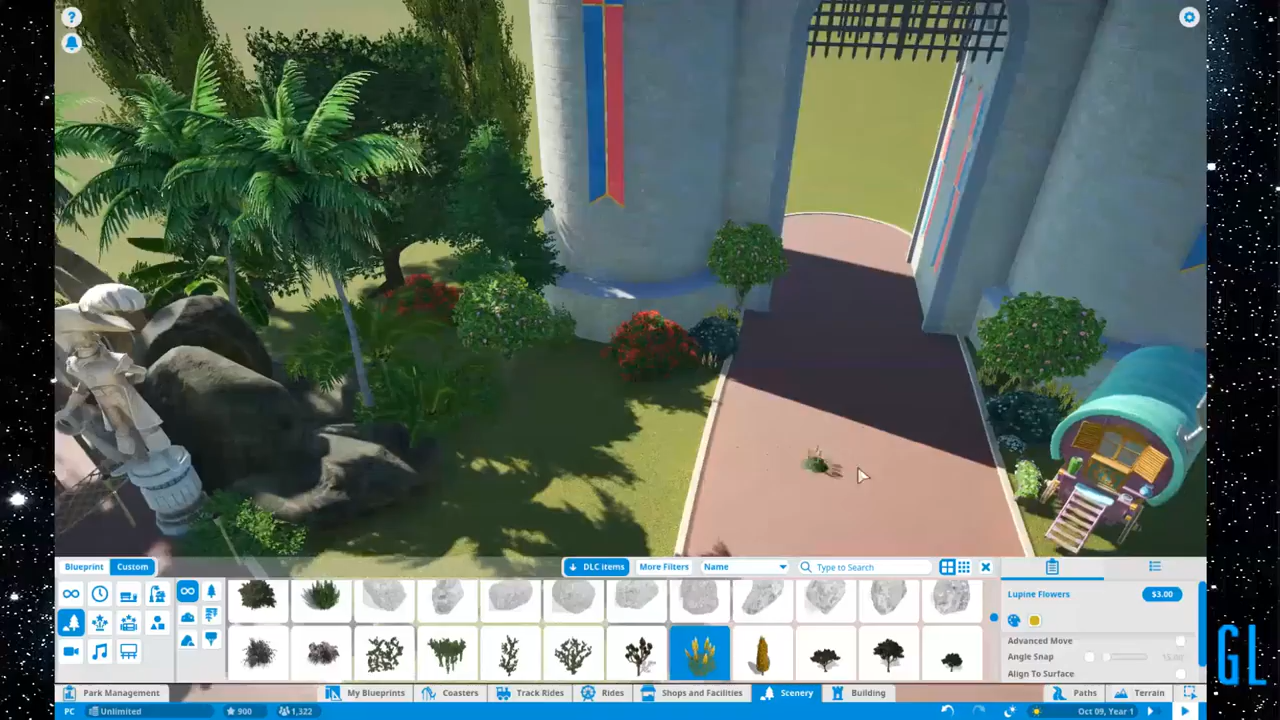 ?
Blueprint Custom DLC items More Filters Name Type to Search
Lupine Flowers $3.00
Advanced Move
Angle Snap 15.00°
Align To Surface
Park Management My Blueprints Coasters Track Rides Rides Shops and Facilities Scenery Building Paths Terrain
PC Unlimited 900 1,322 Oct 09, Year 1
GL